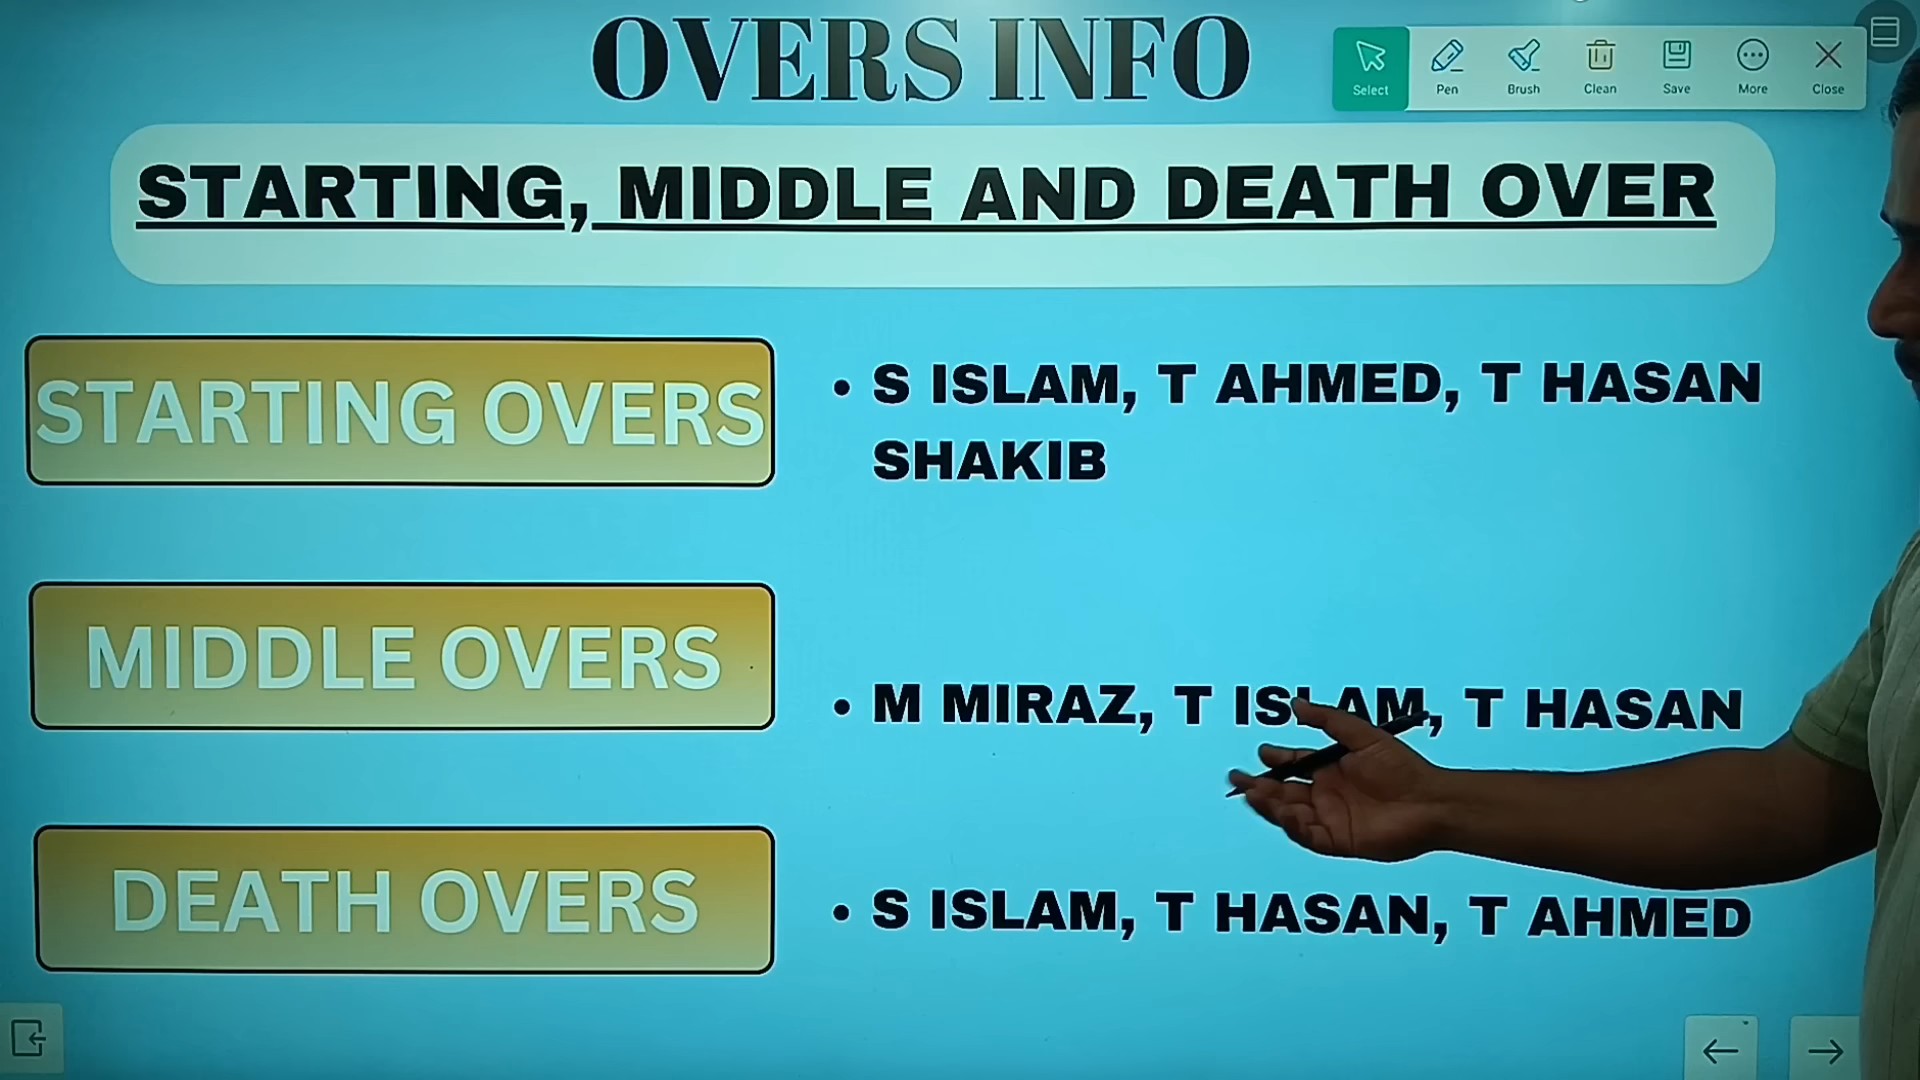 OVERS INFO
Select Pen Brush Clean Save More Close
STARTING, MIDDLE AND DEATH OVER
STARTING OVERS
• S ISLAM, T AHMED, T HASAN
SHAKIB
MIDDLE OVERS
• M MIRAZ, T ISLAM, T HASAN
DEATH OVERS
• S ISLAM, T HASAN, T AHMED